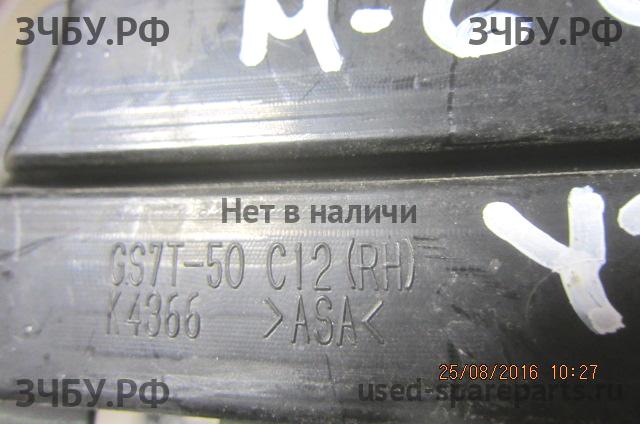 ЗЧБУ.РФ
ЗЧБУ.РФ
M-6
Нет в наличи
GS7T-50 C12 (RH)
K4366 >ASA<
25/08/2016 10:27
ЗЧБУ.РФ
used-spareparts.ru